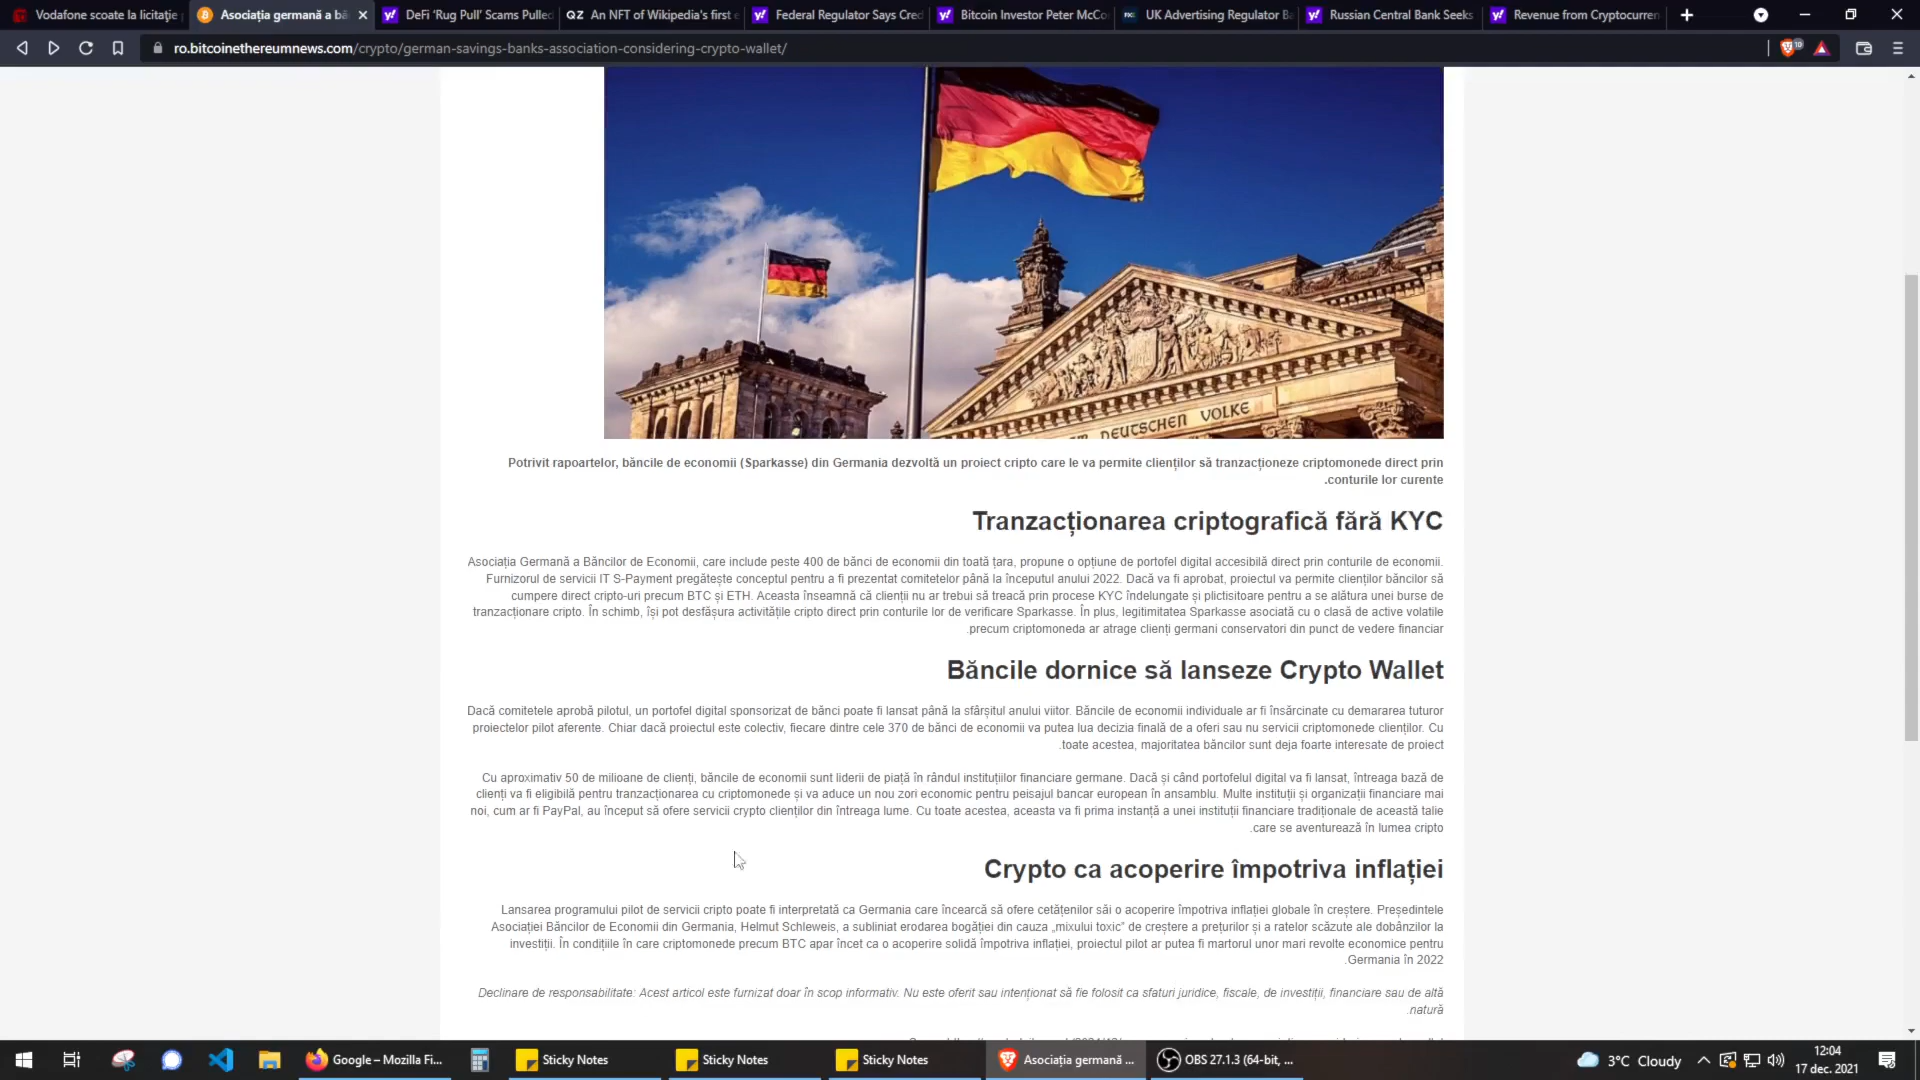 Vodafone scoate la licitaţie
Asociația germană a bă
DeFi ‘Rug Pull’ Scams Pulled
An NFT of Wikipedia's first e
Federal Regulator Says Cred
Bitcoin Investor Peter McCo
UK Advertising Regulator Ba
Russian Central Bank Seeks
Revenue from Cryptocurren
ro.bitcoinethereumnews.com/crypto/german-savings-banks-association-considering-crypto-wallet/
10
DEUTSCHEN VOLKE
Potrivit rapoartelor, băncile de economii (Sparkasse) din Germania dezvoltă un proiect cripto care le va permite clienților să tranzacționeze criptomonede direct prin
.conturile lor curente
Tranzacționarea criptografică fără KYC
Asociația Germană a Băncilor de Economii, care include peste 400 de bănci de economii din toată țara, propune o opțiune de portofel digital accesibilă direct prin conturile de economii.
Furnizorul de servicii IT S-Payment pregătește conceptul pentru a fi prezentat comitetelor până la începutul anului 2022. Dacă va fi aprobat, proiectul va permite clienților băncilor să
cumpere direct cripto-uri precum BTC și ETH. Aceasta înseamnă că clienții nu ar trebui să treacă prin procese KYC îndelungate și plictisitoare pentru a se alătura unei burse de
tranzacționare cripto. În schimb, își pot desfășura activitățile cripto direct prin conturile lor de verificare Sparkasse. În plus, legitimitatea Sparkasse asociată cu o clasă de active volatile
.precum criptomoneda ar atrage clienți germani conservatori din punct de vedere financiar
Băncile dornice să lanseze Crypto Wallet
Dacă comitetele aprobă pilotul, un portofel digital sponsorizat de bănci poate fi lansat până la sfârșitul anului viitor. Băncile de economii individuale ar fi însărcinate cu demararea tuturor
proiectelor pilot aferente. Chiar dacă proiectul este colectiv, fiecare dintre cele 370 de bănci de economii va putea lua decizia finală de a oferi sau nu servicii criptomonede clienților. Cu
.toate acestea, majoritatea băncilor sunt deja foarte interesate de proiect
Cu aproximativ 50 de milioane de clienți, băncile de economii sunt liderii de piață în rândul instituțiilor financiare germane. Dacă și când portofelul digital va fi lansat, întreaga bază de
clienți va fi eligibilă pentru tranzacționarea cu criptomonede și va aduce un nou zori economic pentru peisajul bancar european în ansamblu. Multe instituții și organizații financiare mai
noi, cum ar fi PayPal, au început să ofere servicii crypto clienților din întreaga lume. Cu toate acestea, aceasta va fi prima instanță a unei instituții financiare tradiționale de această talie
.care se aventurează în lumea cripto
Crypto ca acoperire împotriva inflației
Lansarea programului pilot de servicii cripto poate fi interpretată ca Germania care încearcă să ofere cetățenilor săi o acoperire împotriva inflației globale în creștere. Președintele
Asociației Băncilor de Economii din Germania, Helmut Schleweis, a subliniat erodarea bogăției din cauza „mixului toxic” de creștere a prețurilor și a ratelor scăzute ale dobânzilor la
investiții. În condițiile în care criptomonede precum BTC apar încet ca o acoperire solidă împotriva inflației, proiectul pilot ar putea fi martorul unor mari revolte economice pentru
.Germania în 2022
Declinare de responsabilitate: Acest articol este furnizat doar în scop informativ. Nu este oferit sau intenționat să fie folosit ca sfaturi juridice, fiscale, de investiții, financiare sau de altă
.natură
Google – Mozilla Fi...
Sticky Notes
Sticky Notes
Sticky Notes
Asociația germană ...
OBS 27.1.3 (64-bit, ...
3°C Cloudy
12:04
17 dec. 2021